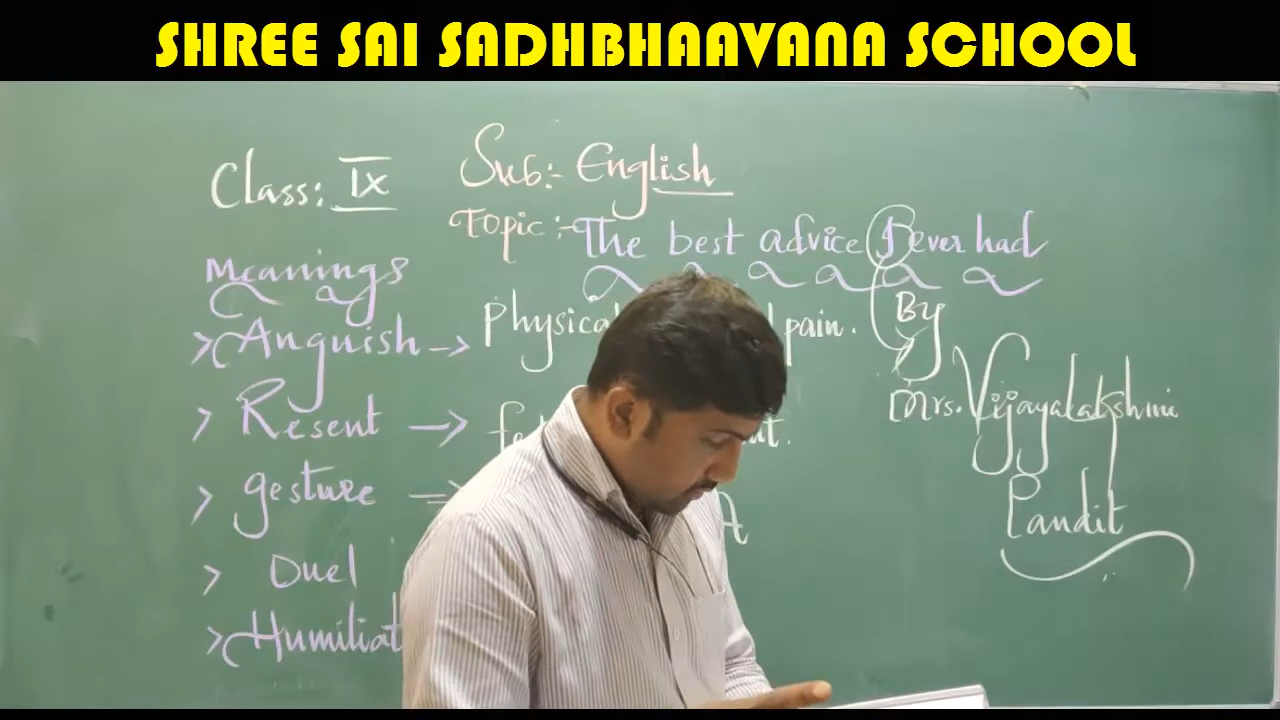 SHREE SAI SADHBHAAVANA SCHOOL
Class: IX
Sub:- English
Topic:- The best advice I ever had
Meanings
By
> Anguish → physical pain.
Mrs. Vijayalakshmi
> Resent →
> gesture →
Pandit
> Duel
> Humiliat